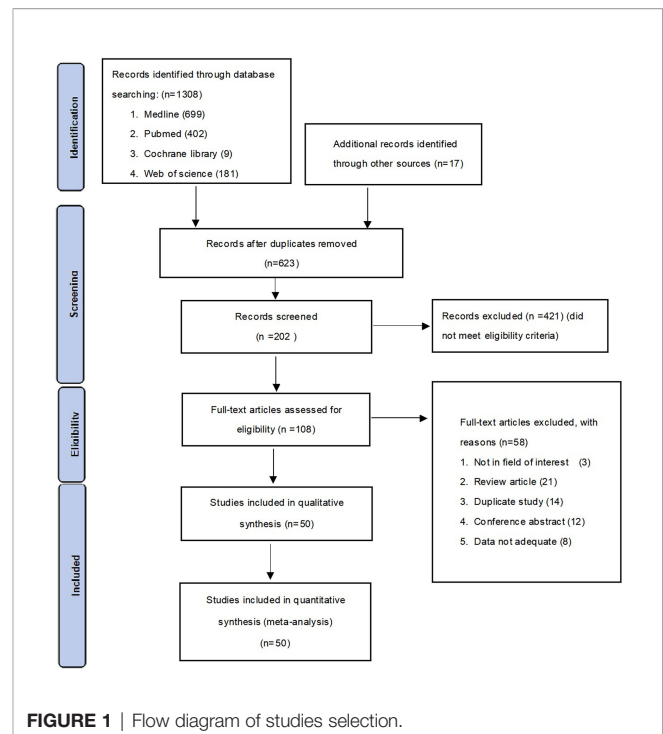 Identification
Records identified through database
searching: (n=1308)
1. Medline (699)
2. Pubmed (402)
3. Cochrane library (9)
4. Web of science (181)
Additional records identified
through other sources (n=17)
Screening
Records after duplicates removed
(n=623)
Records screened
(n =202 )
Records excluded (n =421) (did
not meet eligibility criteria)
Eligibility
Full-text articles assessed for
eligibility (n =108)
Full-text articles excluded, with
reasons (n=58)
1. Not in field of interest (3)
2. Review article (21)
3. Duplicate study (14)
4. Conference abstract (12)
5. Data not adequate (8)
Included
Studies included in qualitative
synthesis (n=50)
Studies included in quantitative
synthesis (meta-analysis)
(n=50)
FIGURE 1 | Flow diagram of studies selection.